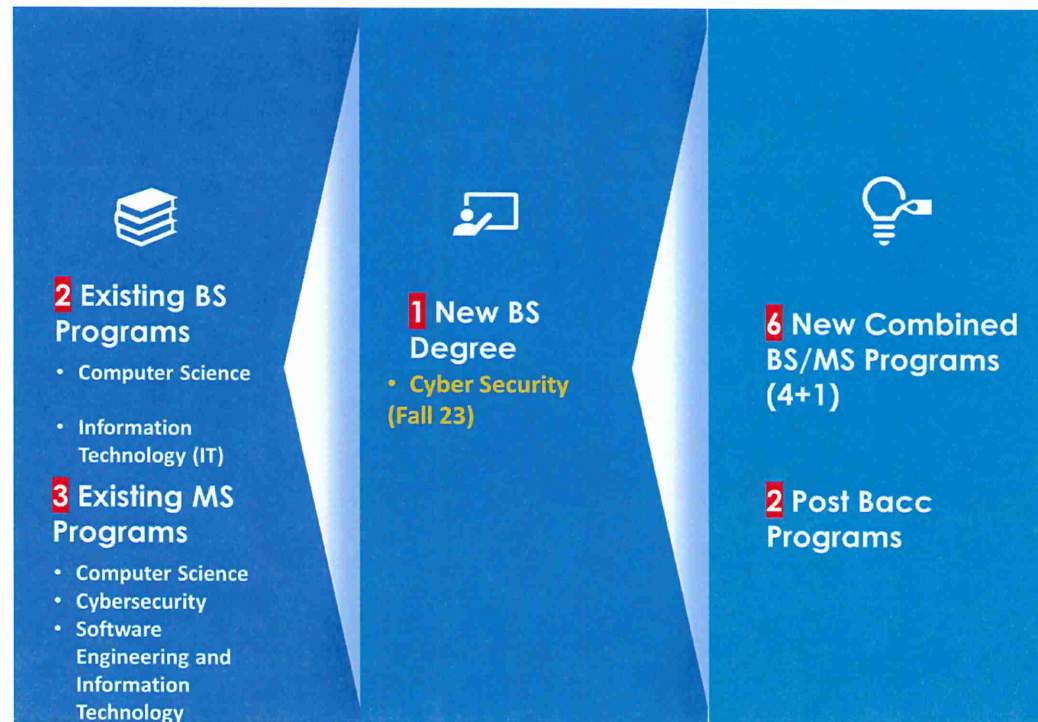 2 Existing BS
Programs
• Computer Science
• Information
Technology (IT)
3 Existing MS
Programs
• Computer Science
• Cybersecurity
• Software
Engineering and
Information
Technology
1 New BS
Degree
• Cyber Security
(Fall 23)
6 New Combined
BS/MS Programs
(4+1)
2 Post Bacc
Programs